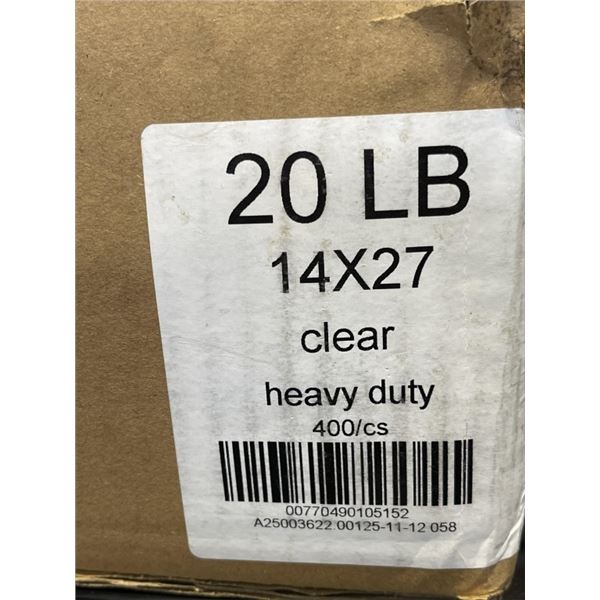 20 LB
14X27
clear
heavy duty
400/cs
00770490105152
A25003622.00125-11-12 058